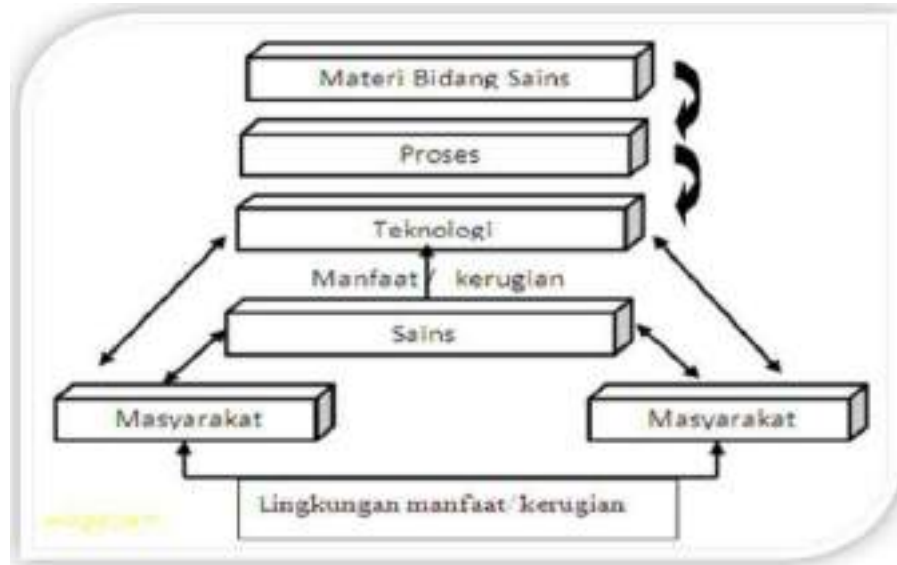 Materi Bidang Sains
Proses
Teknologi
Manfaat / kerugian
Sains
Masyarakat
Masyarakat
Lingkungan manfaat/ kerugian